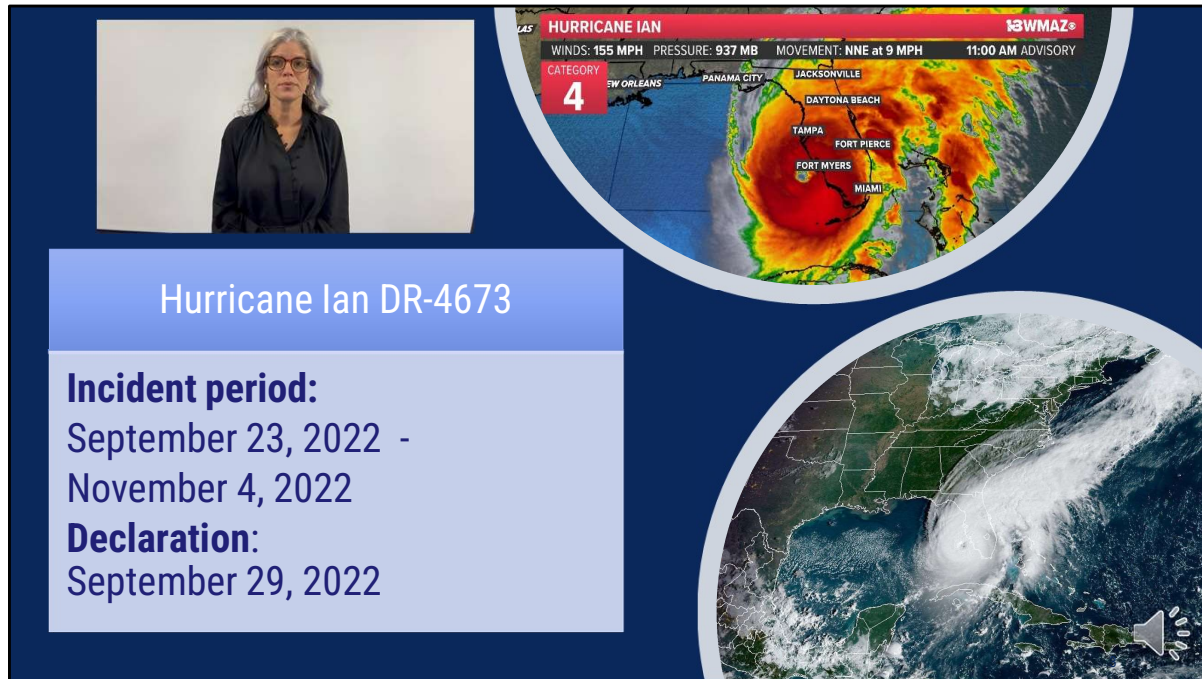 LAS
HURRICANE IAN
13WMAZ
WINDS: 155 MPH PRESSURE: 937 MB MOVEMENT: NNE at 9 MPH 11:00 AM ADVISORY
CATEGORY
4
EW ORLEANS
PANAMA CITY
JACKSONVILLE
DAYTONA BEACH
TAMPA
FORT PIERCE
FORT MYERS
MIAMI
Hurricane Ian DR-4673
Incident period:
September 23, 2022 -
November 4, 2022
Declaration:
September 29, 2022